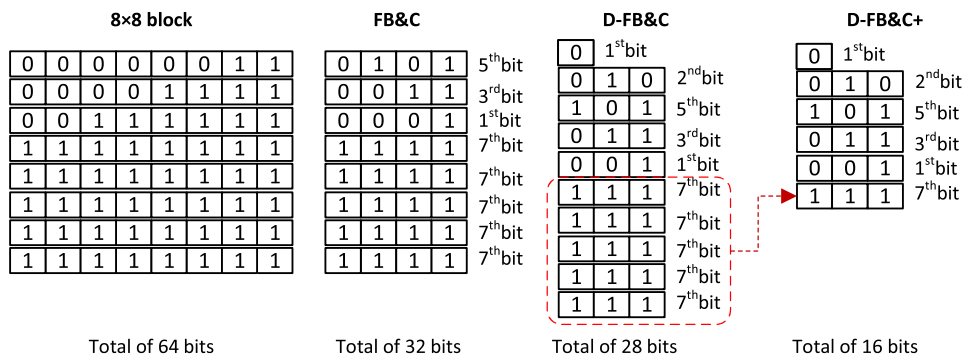 8×8 block FB&C D-FB&C D-FB&C+
0 1st bit 0 1st bit
0 0 0 0 0 0 1 1 0 1 0 1 5th bit
0 1 0 2nd bit 0 1 0 2nd bit
0 0 0 0 1 1 1 1 0 0 1 1 3rd bit
1 0 1 5th bit 1 0 1 5th bit
0 0 1 1 1 1 1 1 0 0 0 1 1st bit
0 1 1 3rd bit 0 1 1 3rd bit
1 1 1 1 1 1 1 1 1 1 1 1 7th bit
0 0 1 1st bit 0 0 1 1st bit
1 1 1 1 1 1 1 1 1 1 1 1 7th bit
1 1 1 7th bit 1 1 1 7th bit
1 1 1 1 1 1 1 1 1 1 1 1 7th bit
1 1 1 7th bit
1 1 1 1 1 1 1 1 1 1 1 1 7th bit
1 1 1 7th bit
1 1 1 1 1 1 1 1 1 1 1 1 7th bit
1 1 1 7th bit
1 1 1 7th bit
Total of 64 bits Total of 32 bits Total of 28 bits Total of 16 bits